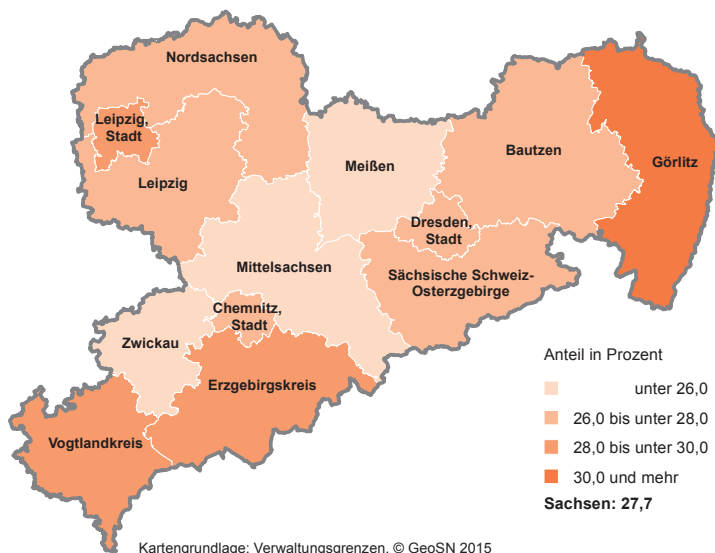 Nordsachsen
Leipzig,
Stadt
Leipzig
Meißen
Bautzen
Görlitz
Dresden,
Stadt
Mittelsachsen
Sächsische Schweiz-
Osterzgebirge
Chemnitz,
Stadt
Zwickau
Erzgebirgskreis
Vogtlandkreis
Anteil in Prozent
unter 26,0
26,0 bis unter 28,0
28,0 bis unter 30,0
30,0 und mehr
Sachsen: 27,7
Kartengrundlage: Verwaltungsgrenzen, © GeoSN 2015